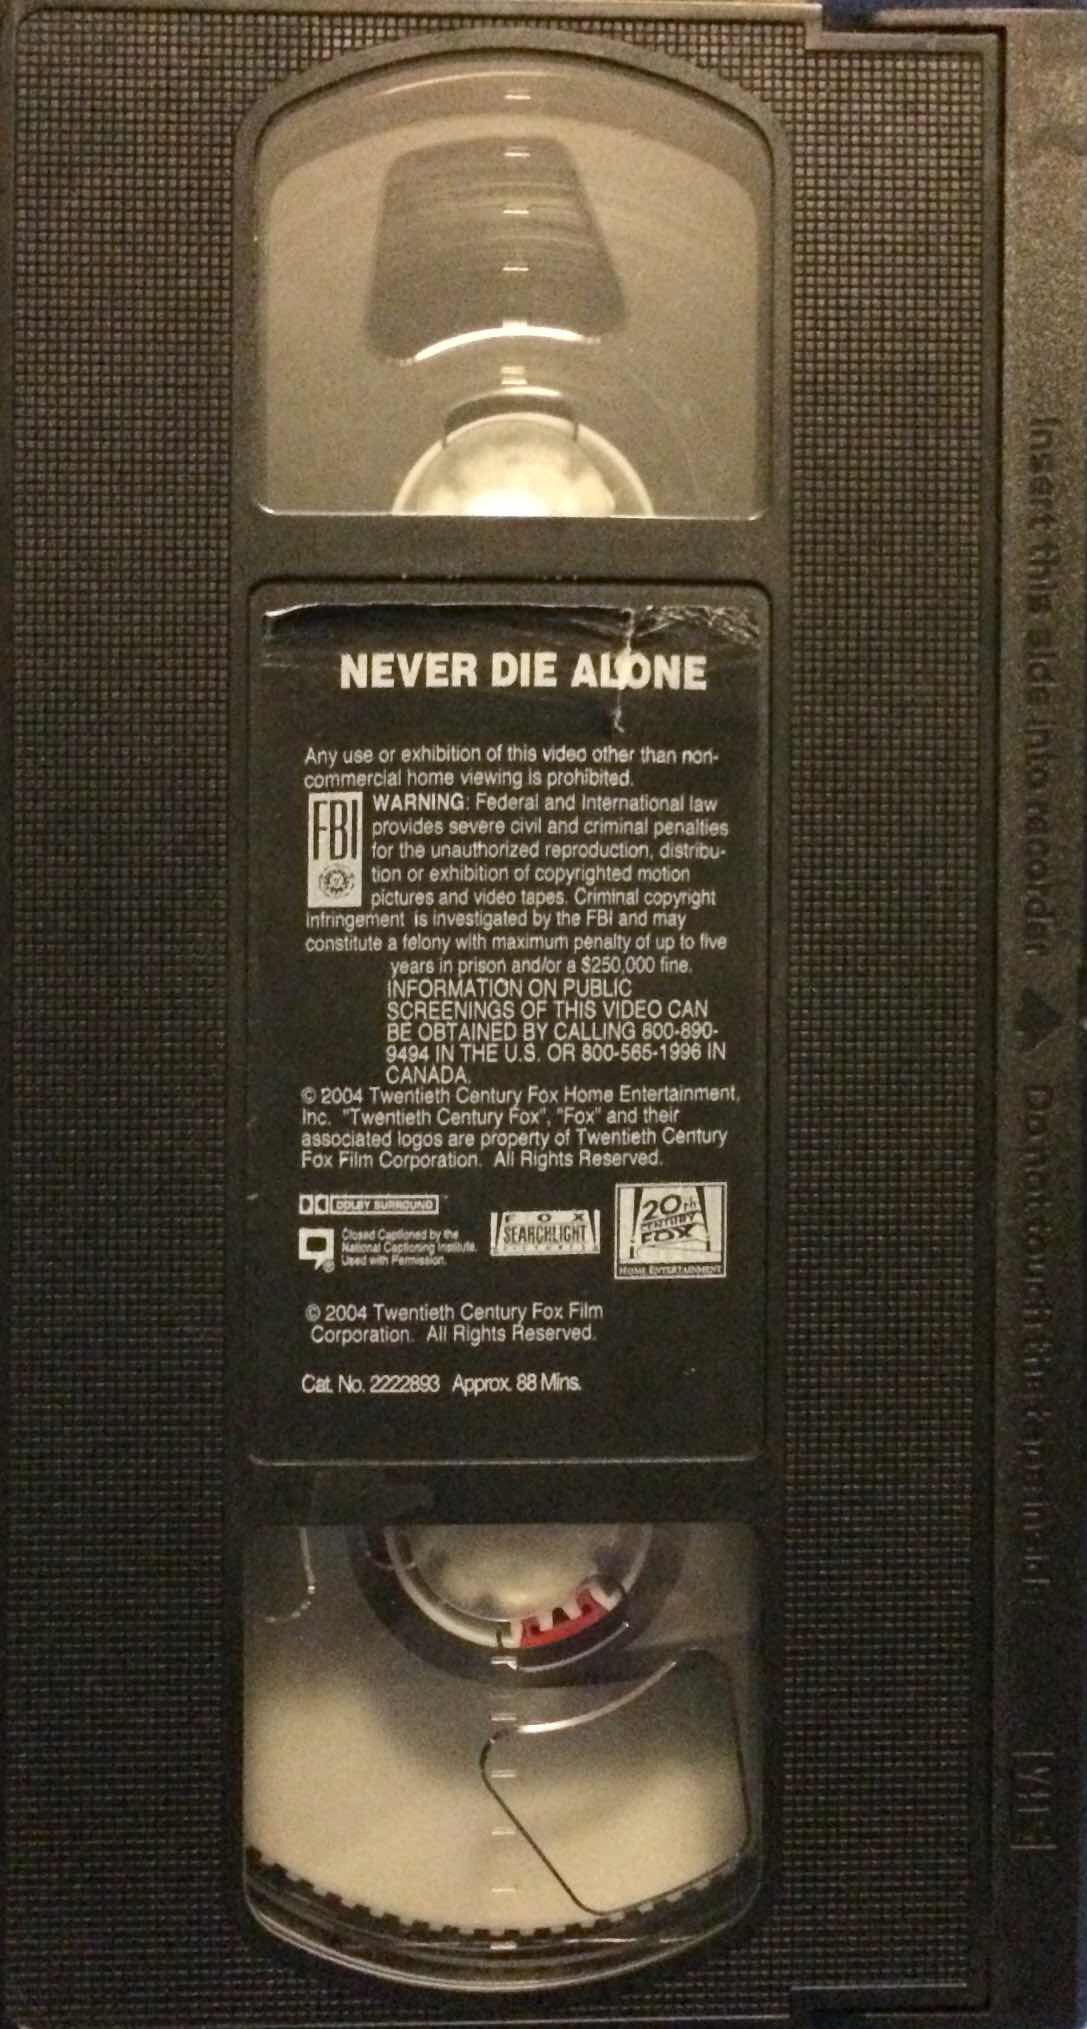 NEVER DIE ALONE
Any use or exhibition of this video other than non-
commercial home viewing is prohibited.
FBI
WARNING: Federal and International law
provides severe civil and criminal penalties
for the unauthorized reproduction, distribu-
tion or exhibition of copyrighted motion
pictures and video tapes. Criminal copyright
infringement is investigated by the FBI and may
constitute a felony with maximum penalty of up to five
years in prison and/or a $250,000 fine.
INFORMATION ON PUBLIC
SCREENINGS OF THIS VIDEO CAN
BE OBTAINED BY CALLING 800-890-
9494 IN THE U.S. OR 800-565-1996 IN
CANADA.
© 2004 Twentieth Century Fox Home Entertainment,
Inc. "Twentieth Century Fox", "Fox" and their
associated logos are property of Twentieth Century
Fox Film Corporation. All Rights Reserved.
DOLBY SURROUND
Closed Captioned by the
National Captioning Institute.
Used with Permission.
FOX
SEARCHLIGHT
PICTURES
20th
CENTURY
FOX
HOME ENTERTAINMENT
© 2004 Twentieth Century Fox Film
Corporation. All Rights Reserved.
Cat. No. 2222893 Approx. 88 Mins.
Insert this side into recorder ▲ Do not touch the tape inside